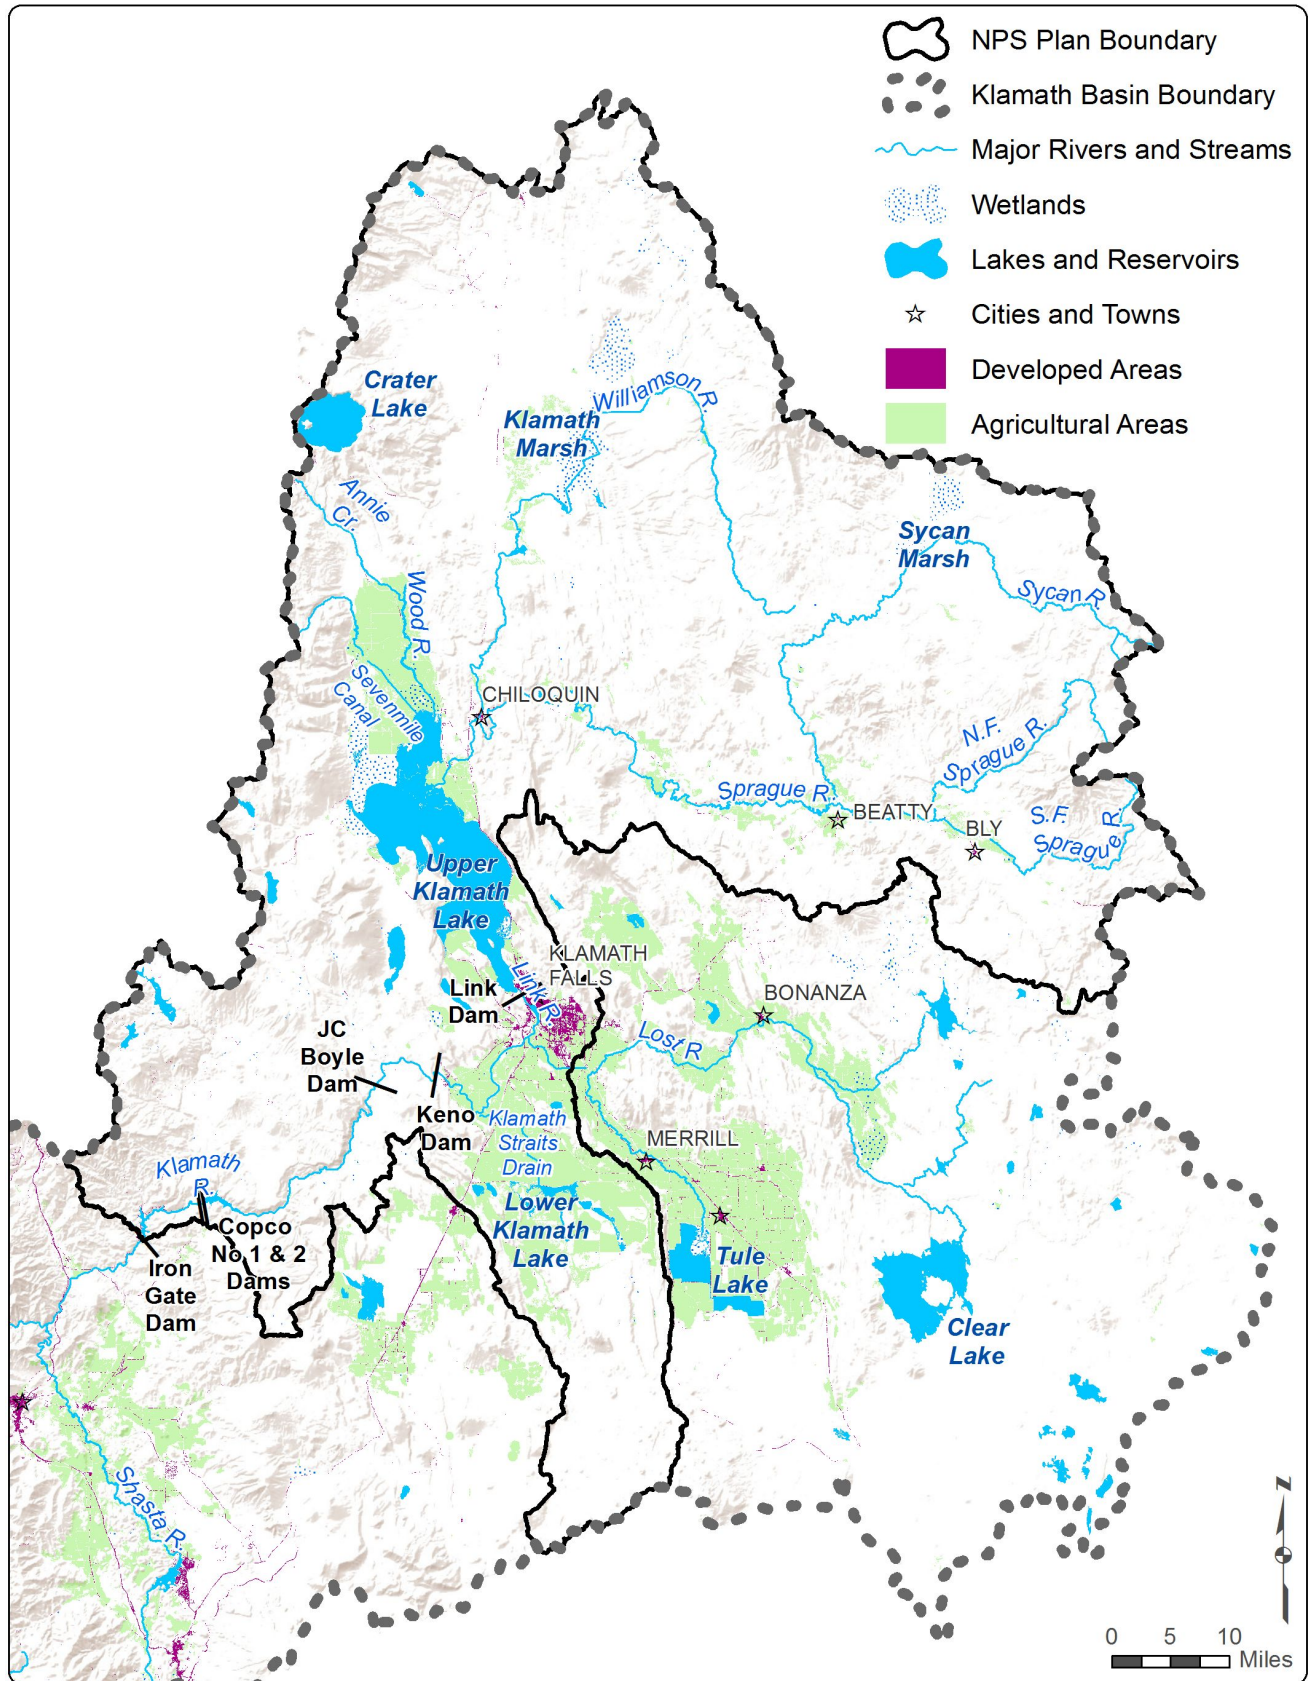 NPS Plan Boundary
Klamath Basin Boundary
Major Rivers and Streams
Wetlands
Lakes and Reservoirs
Cities and Towns
Developed Areas
Agricultural Areas
Crater
Lake
Klamath
Marsh
Williamson R.
Annie
Cr.
Sycan
Marsh
Sycan R.
Wood R.
Sevenmile
Canal
CHILOQUIN
N.F.
Sprague R.
Sprague R.
BEATTY
BLY
S.F.
Sprague R.
Upper
Klamath
Lake
KLAMATH
FALLS
Link R.
Link
Dam
BONANZA
Lost R
JC
Boyle
Dam
Keno
Dam
Klamath
Straits
Drain
MERRILL
Klamath
R.
Lower
Klamath
Lake
Copco
No 1 & 2
Dams
Iron
Gate
Dam
Tule
Lake
Clear
Lake
Shasta R.
N
0 5 10
Miles